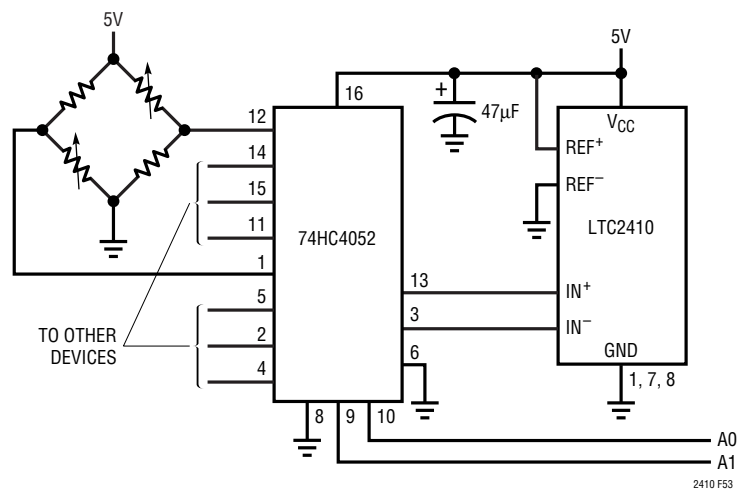 5V
5V
16
+
47µF
12
14
15
11
1
5
2
4
74HC4052
VCC
REF+
REF−
LTC2410
13
IN+
3
IN−
6
GND
TO OTHER
DEVICES
8
9
10
1, 7, 8
A0
A1
2410 F53